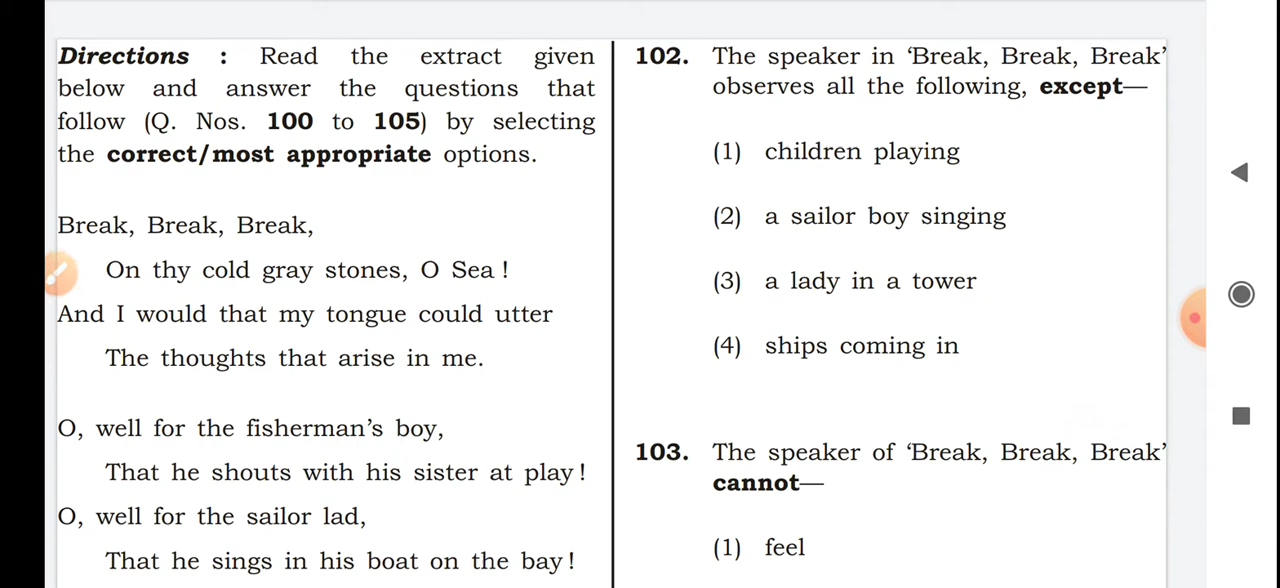 Directions : Read the extract given
below and answer the questions that
follow (Q. Nos. 100 to 105) by selecting
the correct/most appropriate options.
Break, Break, Break,
On thy cold gray stones, O Sea !
And I would that my tongue could utter
The thoughts that arise in me.
O, well for the fisherman’s boy,
That he shouts with his sister at play !
O, well for the sailor lad,
That he sings in his boat on the bay !
102. The speaker in ‘Break, Break, Break’
observes all the following, except—
(1) children playing
(2) a sailor boy singing
(3) a lady in a tower
(4) ships coming in
103. The speaker of ‘Break, Break, Break’
cannot—
(1) feel